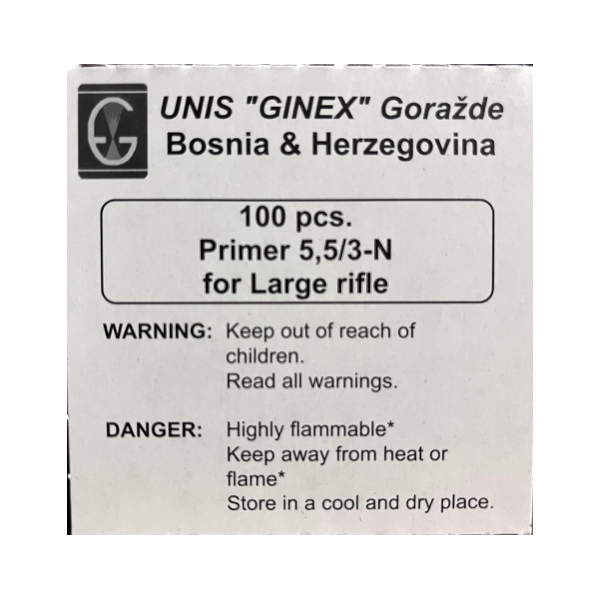 UNIS "GINEX" Goražde
Bosnia & Herzegovina
100 pcs.
Primer 5,5/3-N
for Large rifle
WARNING: Keep out of reach of
children.
Read all warnings.
DANGER: Highly flammable*
Keep away from heat or
flame*
Store in a cool and dry place.